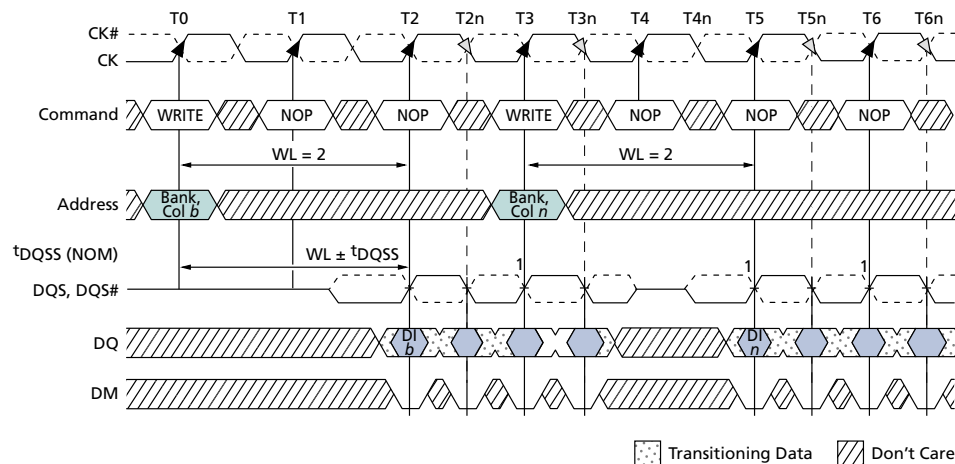 T0 T1 T2 T2n T3 T3n T4 T4n T5 T5n T6 T6n
CK#
CK
Command WRITE NOP NOP WRITE NOP NOP NOP
WL = 2 WL = 2
Address Bank, Col b Bank, Col n
tDQSS (NOM) WL ± tDQSS 1 1 1
DQS, DQS#
DQ DI b DI n
DM
Transitioning Data Don't Care